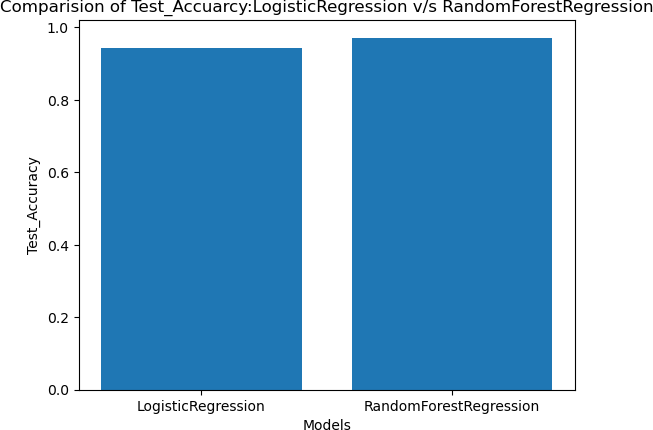 Comparision of Test_Accuarcy:LogisticRegression v/s RandomForestRegression
1.0
0.8
0.6
0.4
0.2
0.0
Test_Accuracy
LogisticRegression
RandomForestRegression
Models